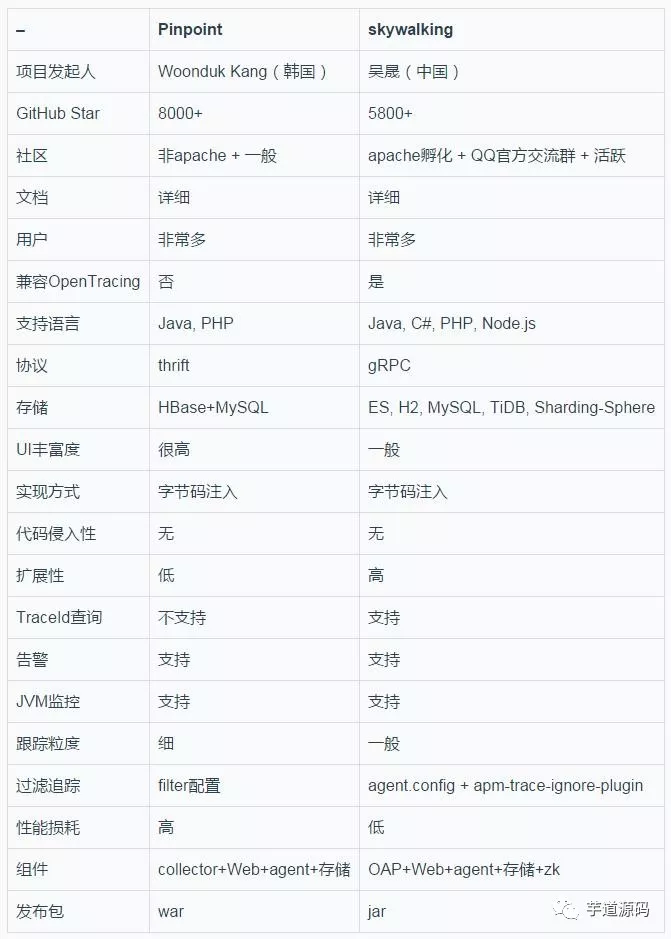 – Pinpoint skywalking
项目发起人 Woonduk Kang（韩国） 吴晟（中国）
GitHub Star 8000+ 5800+
社区 非apache + 一般 apache孵化 + QQ官方交流群 + 活跃
文档 详细 详细
用户 非常多 非常多
兼容OpenTracing 否 是
支持语言 Java, PHP Java, C#, PHP, Node.js
协议 thrift gRPC
存储 HBase+MySQL ES, H2, MySQL, TiDB, Sharding-Sphere
UI丰富度 很高 一般
实现方式 字节码注入 字节码注入
代码侵入性 无 无
扩展性 低 高
TraceId查询 不支持 支持
告警 支持 支持
JVM监控 支持 支持
跟踪粒度 细 一般
过滤追踪 filter配置 agent.config + apm-trace-ignore-plugin
性能损耗 高 低
组件 collector+Web+agent+存储 OAP+Web+agent+存储+zk
发布包 war jar
芋道源码